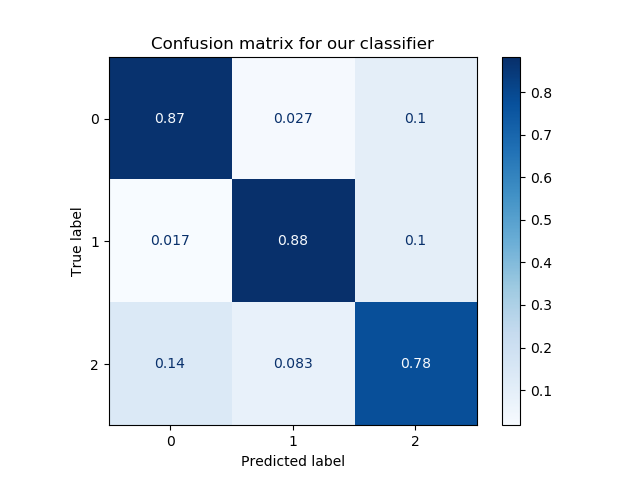 Confusion matrix for our classifier
0 0.87 0.027 0.1
1 0.017 0.88 0.1
2 0.14 0.083 0.78
0 1 2
Predicted label
True label
0.8
0.7
0.6
0.5
0.4
0.3
0.2
0.1